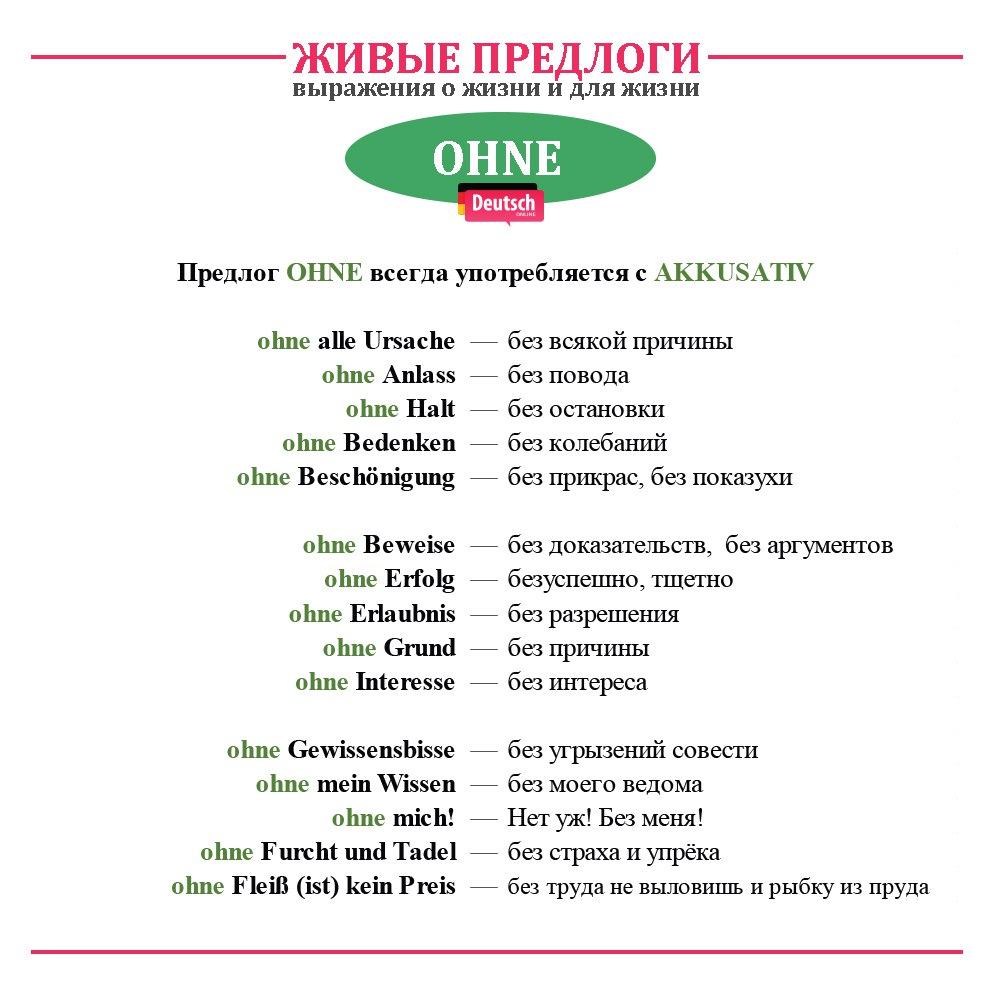 ЖИВЫЕ ПРЕДЛОГИ
выражения о жизни и для жизни
OHNE
Deutsch
ONLINE
Предлог OHNE всегда употребляется с AKKUSATIV
ohne alle Ursache — без всякой причины
ohne Anlass — без повода
ohne Halt — без остановки
ohne Bedenken — без колебаний
ohne Beschönigung — без прикрас, без показухи
ohne Beweise — без доказательств, без аргументов
ohne Erfolg — безуспешно, тщетно
ohne Erlaubnis — без разрешения
ohne Grund — без причины
ohne Interesse — без интереса
ohne Gewissensbisse — без угрызений совести
ohne mein Wissen — без моего ведома
ohne mich! — Нет уж! Без меня!
ohne Furcht und Tadel — без страха и упрёка
ohne Fleiß (ist) kein Preis — без труда не выловишь и рыбку из пруда